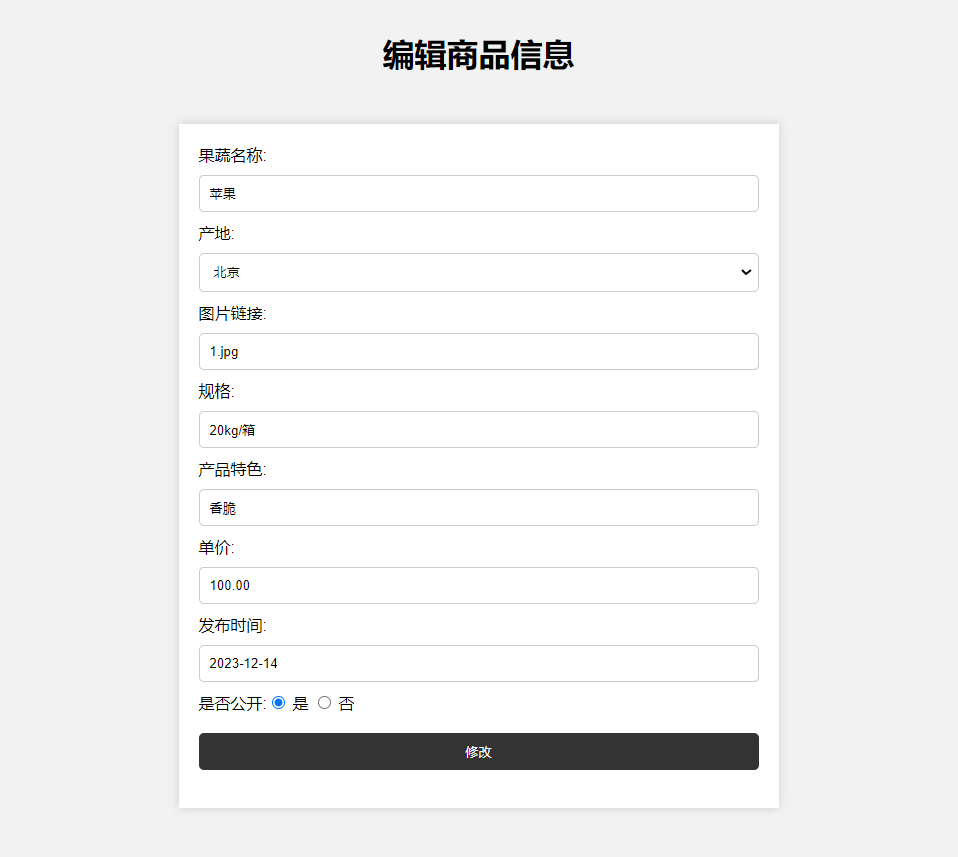 编辑商品信息
果蔬名称:
苹果
产地:
北京
图片链接:
1.jpg
规格:
20kg/箱
产品特色:
香脆
单价:
100.00
发布时间:
2023-12-14
是否公开: 是 否
修改